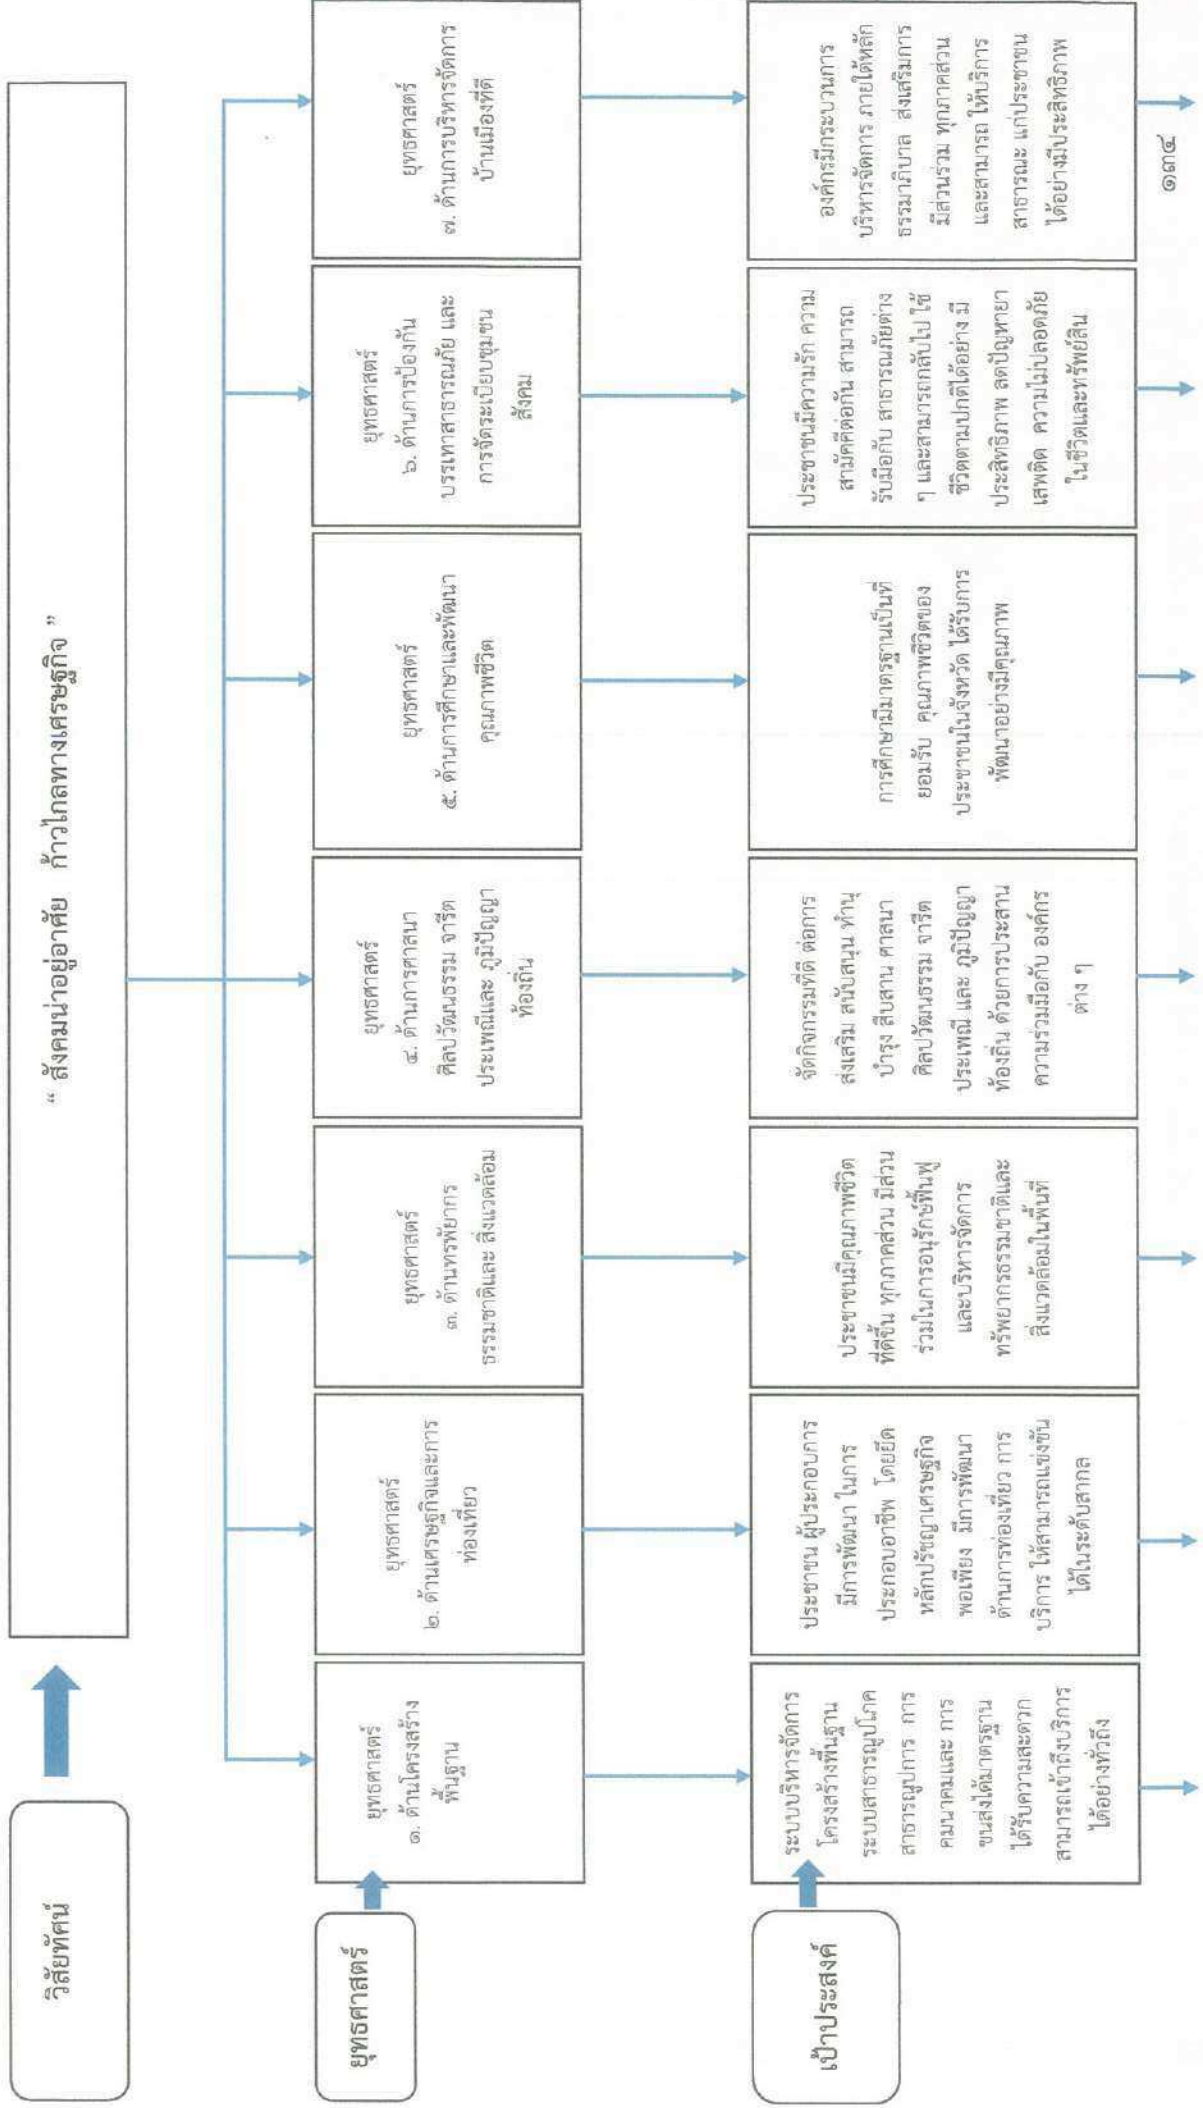 วิสัยทัศน์
“ สังคมน่าอยู่อาศัย ก้าวไกลทางเศรษฐกิจ ”
ยุทธศาสตร์
ยุทธศาสตร์
๑. ด้านโครงสร้าง
พื้นฐาน
ยุทธศาสตร์
๒. ด้านเศรษฐกิจและการ
ท่องเที่ยว
ยุทธศาสตร์
๓. ด้านทรัพยากร
ธรรมชาติและ สิ่งแวดล้อม
ยุทธศาสตร์
๔. ด้านการศาสนา
ศิลปวัฒนธรรม จารีต
ประเพณีและ ภูมิปัญญา
ท้องถิ่น
ยุทธศาสตร์
๕. ด้านการศึกษาและพัฒนา
คุณภาพชีวิต
ยุทธศาสตร์
๖. ด้านการป้องกัน
บรรเทาสาธารณภัย และ
การจัดระเบียบชุมชน
สังคม
ยุทธศาสตร์
๗. ด้านการบริหารจัดการ
บ้านเมืองที่ดี
เป้าประสงค์
ระบบบริหารจัดการ
โครงสร้างพื้นฐาน
ระบบสาธารณูปโภค
สาธารณูปการ การ
คมนาคมและ การ
ขนส่งได้มาตรฐาน
ได้รับความสะดวก
สามารถเข้าถึงบริการ
ได้อย่างทั่วถึง
ประชาชน ผู้ประกอบการ
มีการพัฒนา ในการ
ประกอบอาชีพ โดยยึด
หลักปรัชญาเศรษฐกิจ
พอเพียง มีการพัฒนา
ด้านการท่องเที่ยว การ
บริการ ให้สามารถแข่งขัน
ได้ในระดับสากล
ประชาชนมีคุณภาพชีวิต
ที่ดีขึ้น ทุกภาคส่วน มีส่วน
ร่วมในการอนุรักษ์ฟื้นฟู
และบริหารจัดการ
ทรัพยากรธรรมชาติและ
สิ่งแวดล้อมในพื้นที่
จัดกิจกรรมที่ดี ต่อการ
ส่งเสริม สนับสนุน ทำนุ
บำรุง สืบสาน ศาสนา
ศิลปวัฒนธรรม จารีต
ประเพณี และ ภูมิปัญญา
ท้องถิ่น ด้วยการประสาน
ความร่วมมือกับ องค์กร
ต่าง ๆ
การศึกษามีมาตรฐานเป็นที่
ยอมรับ คุณภาพชีวิตของ
ประชาชนในจังหวัด ได้รับการ
พัฒนาอย่างมีคุณภาพ
ประชาชนมีความรัก ความ
สามัคคีต่อกัน สามารถ
รับมือกับ สาธารณภัยต่าง
ๆ และสามารถกลับไป ใช้
ชีวิตตามปกติได้อย่าง มี
ประสิทธิภาพ ลดปัญหายา
เสพติด ความไม่ปลอดภัย
ในชีวิตและทรัพย์สิน
องค์กรมีกระบวนการ
บริหารจัดการ ภายใต้หลัก
ธรรมาภิบาล ส่งเสริมการ
มีส่วนร่วม ทุกภาคส่วน
และสามารถ ให้บริการ
สาธารณะ แก่ประชาชน
ได้อย่างมีประสิทธิภาพ
๑๓๔